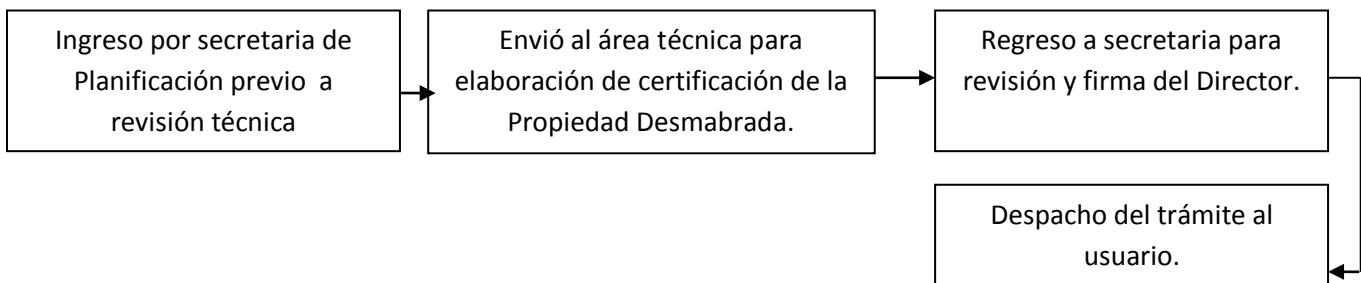 Ingreso por secretaria de
Planificación previo a
revisión técnica
Envió al área técnica para
elaboración de certificación de la
Propiedad Desmabrada.
Regreso a secretaria para
revisión y firma del Director.
Despacho del trámite al
usuario.